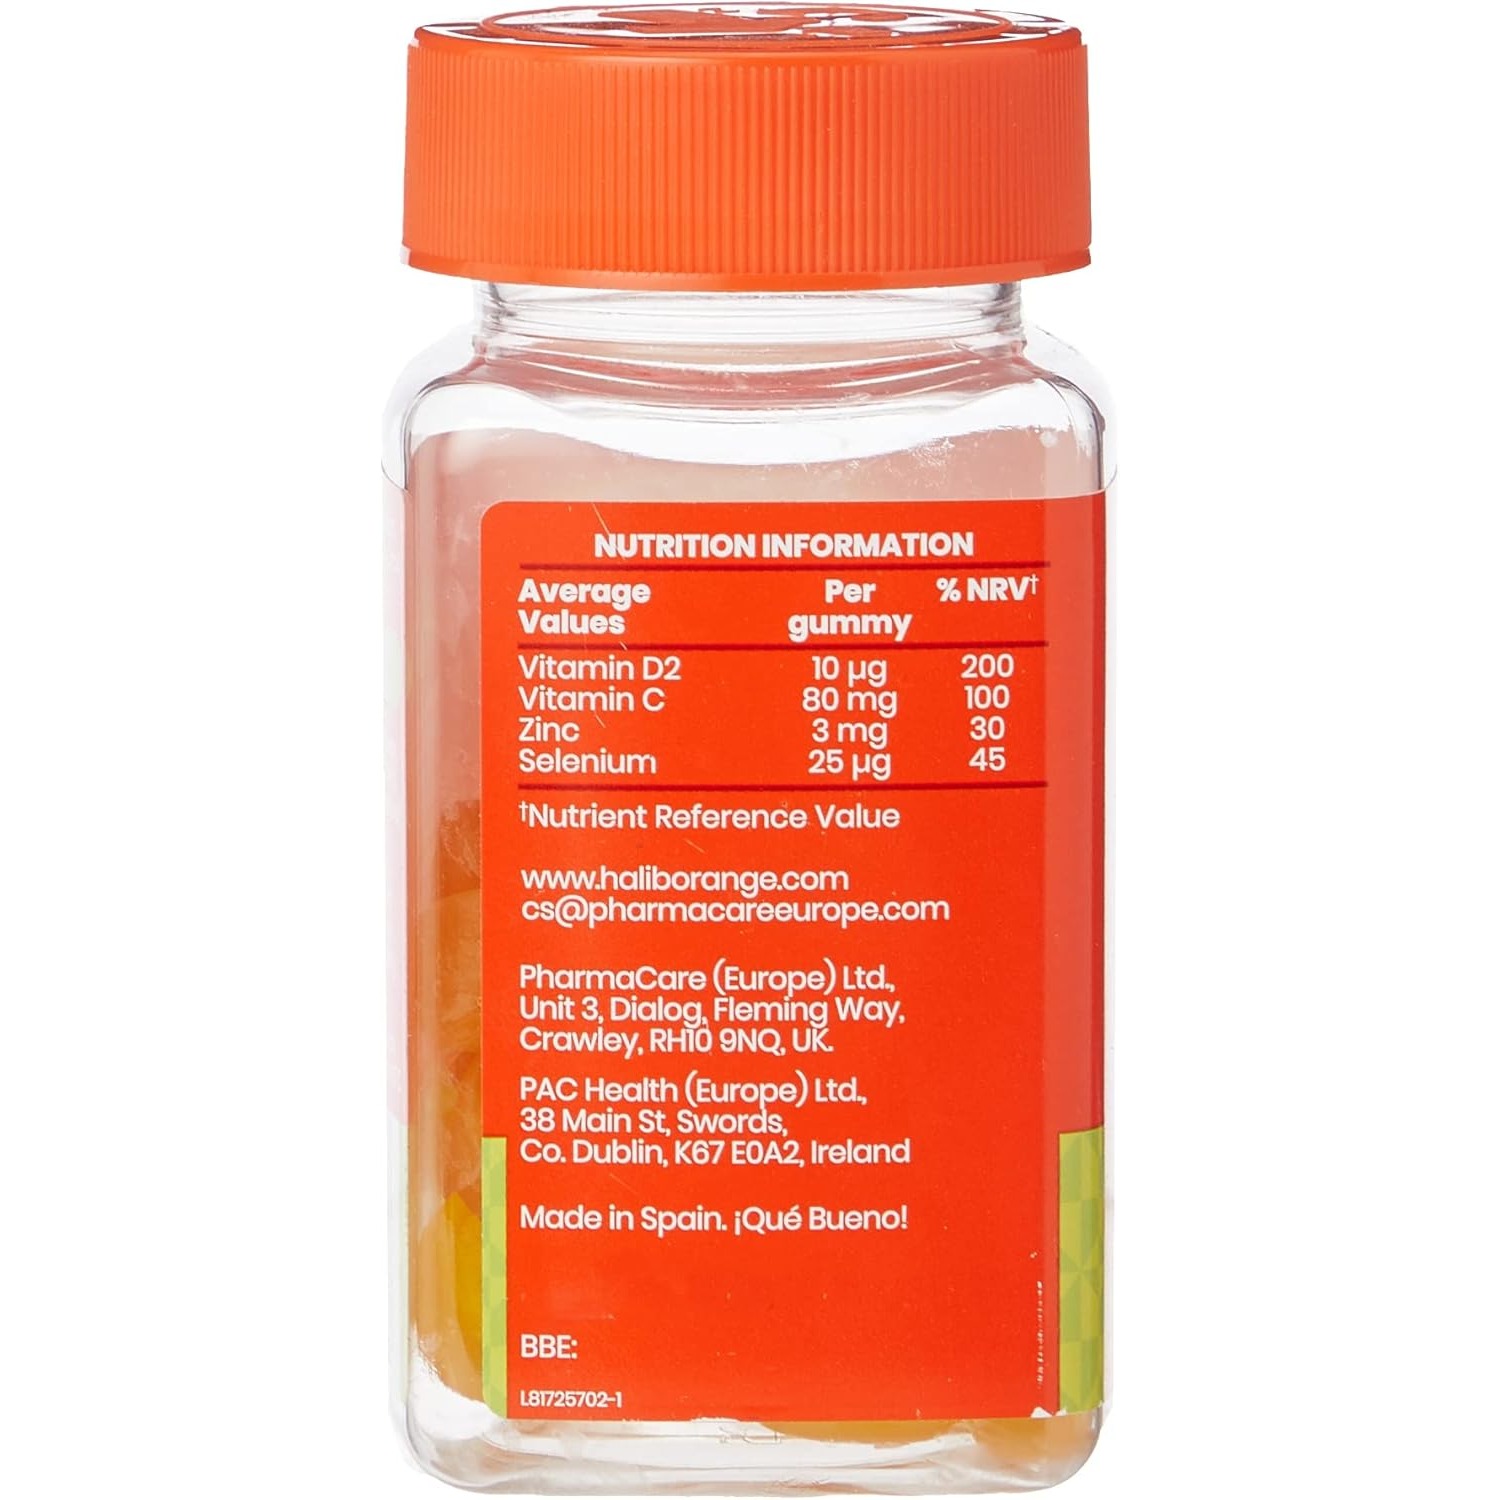 NUTRITION INFORMATION
Average Values Per gummy % NRV†
Vitamin D2 10 µg 200
Vitamin C 80 mg 100
Zinc 3 mg 30
Selenium 25 µg 45
†Nutrient Reference Value
www.haliborange.com
cs@pharmacareeurope.com
PharmaCare (Europe) Ltd.,
Unit 3, Dialog, Fleming Way,
Crawley, RH10 9NQ, UK.
PAC Health (Europe) Ltd.,
38 Main St, Swords,
Co. Dublin, K67 E0A2, Ireland
Made in Spain. ¡Qué Bueno!
BBE:
L81725702-1